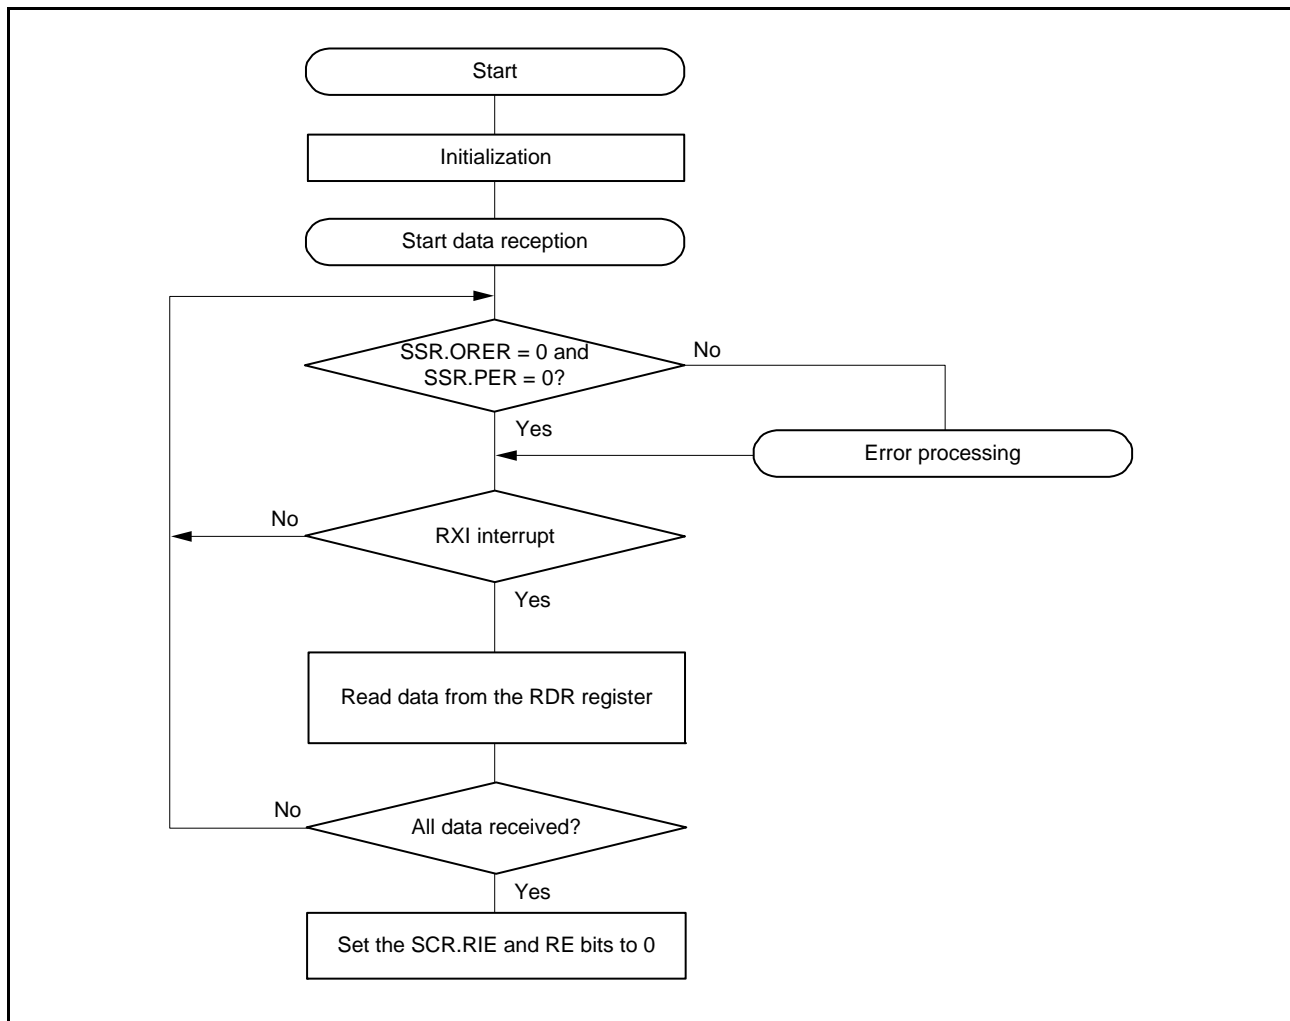 Start
Initialization
Start data reception
SSR.ORER = 0 and
SSR.PER = 0?
No
Yes
Error processing
No
RXI interrupt
Yes
Read data from the RDR register
No
All data received?
Yes
Set the SCR.RIE and RE bits to 0